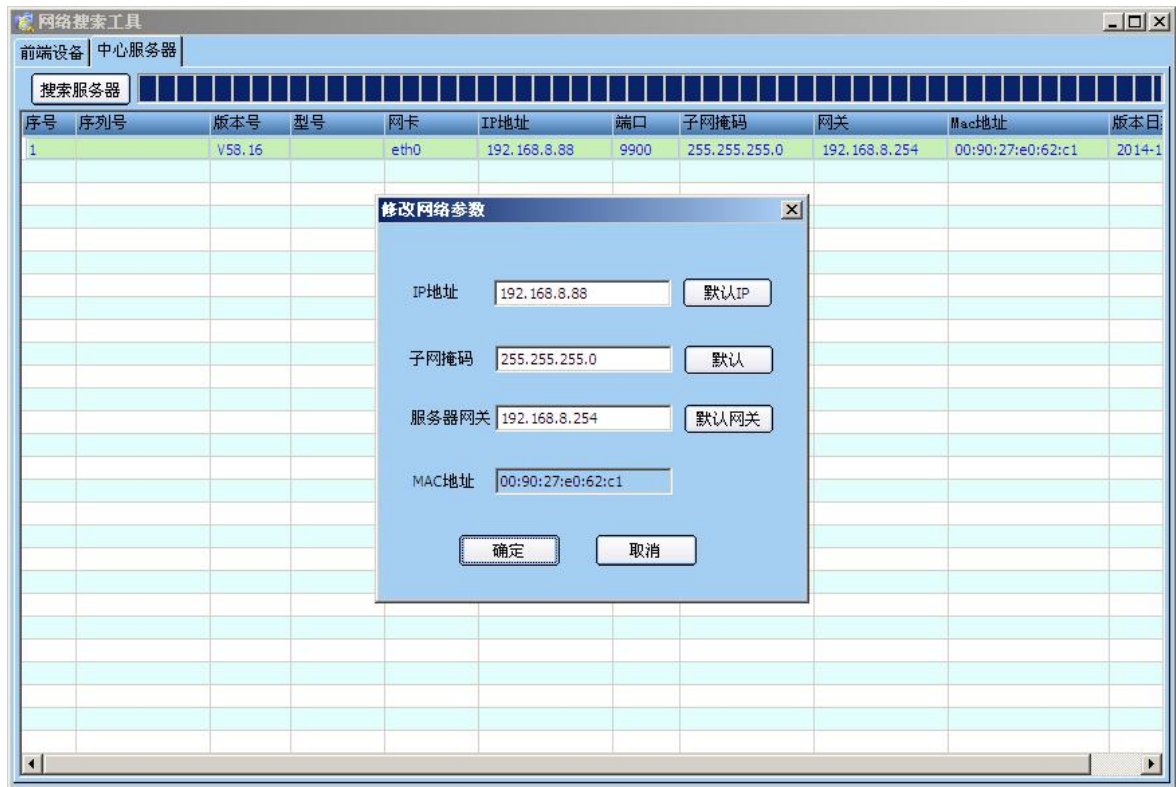 网络搜索工具
前端设备 中心服务器
搜索服务器
序号 序列号 版本号 型号 网卡 IP地址 端口 子网掩码 网关 Mac地址 版本日
1 V58.16 eth0 192.168.8.88 9900 255.255.255.0 192.168.8.254 00:90:27:e0:62:c1 2014-1
修改网络参数
IP地址 192.168.8.88 默认IP
子网掩码 255.255.255.0 默认
服务器网关 192.168.8.254 默认网关
MAC地址 00:90:27:e0:62:c1
确定 取消